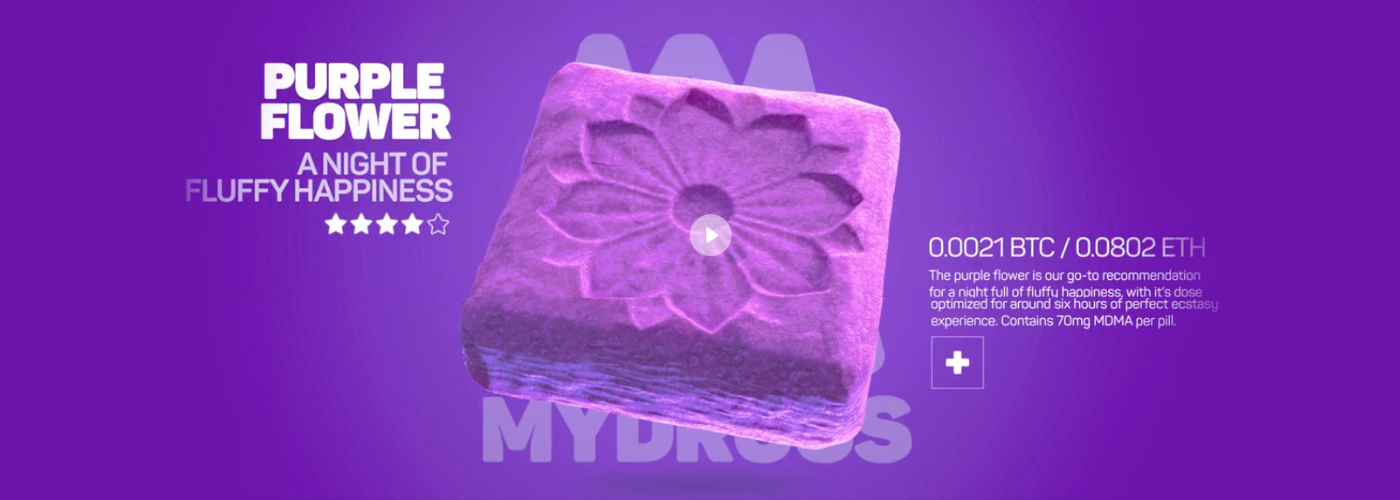 PURPLE
FLOWER
A NIGHT OF
FLUFFY HAPPINESS
0.0021 BTC / 0.0802 ETH
The purple flower is our go-to recommendation
for a night full of fluffy happiness, with it's dose
optimized for around six hours of perfect ecstasy
experience. Contains 70mg MDMA per pill.
MYDRUGS